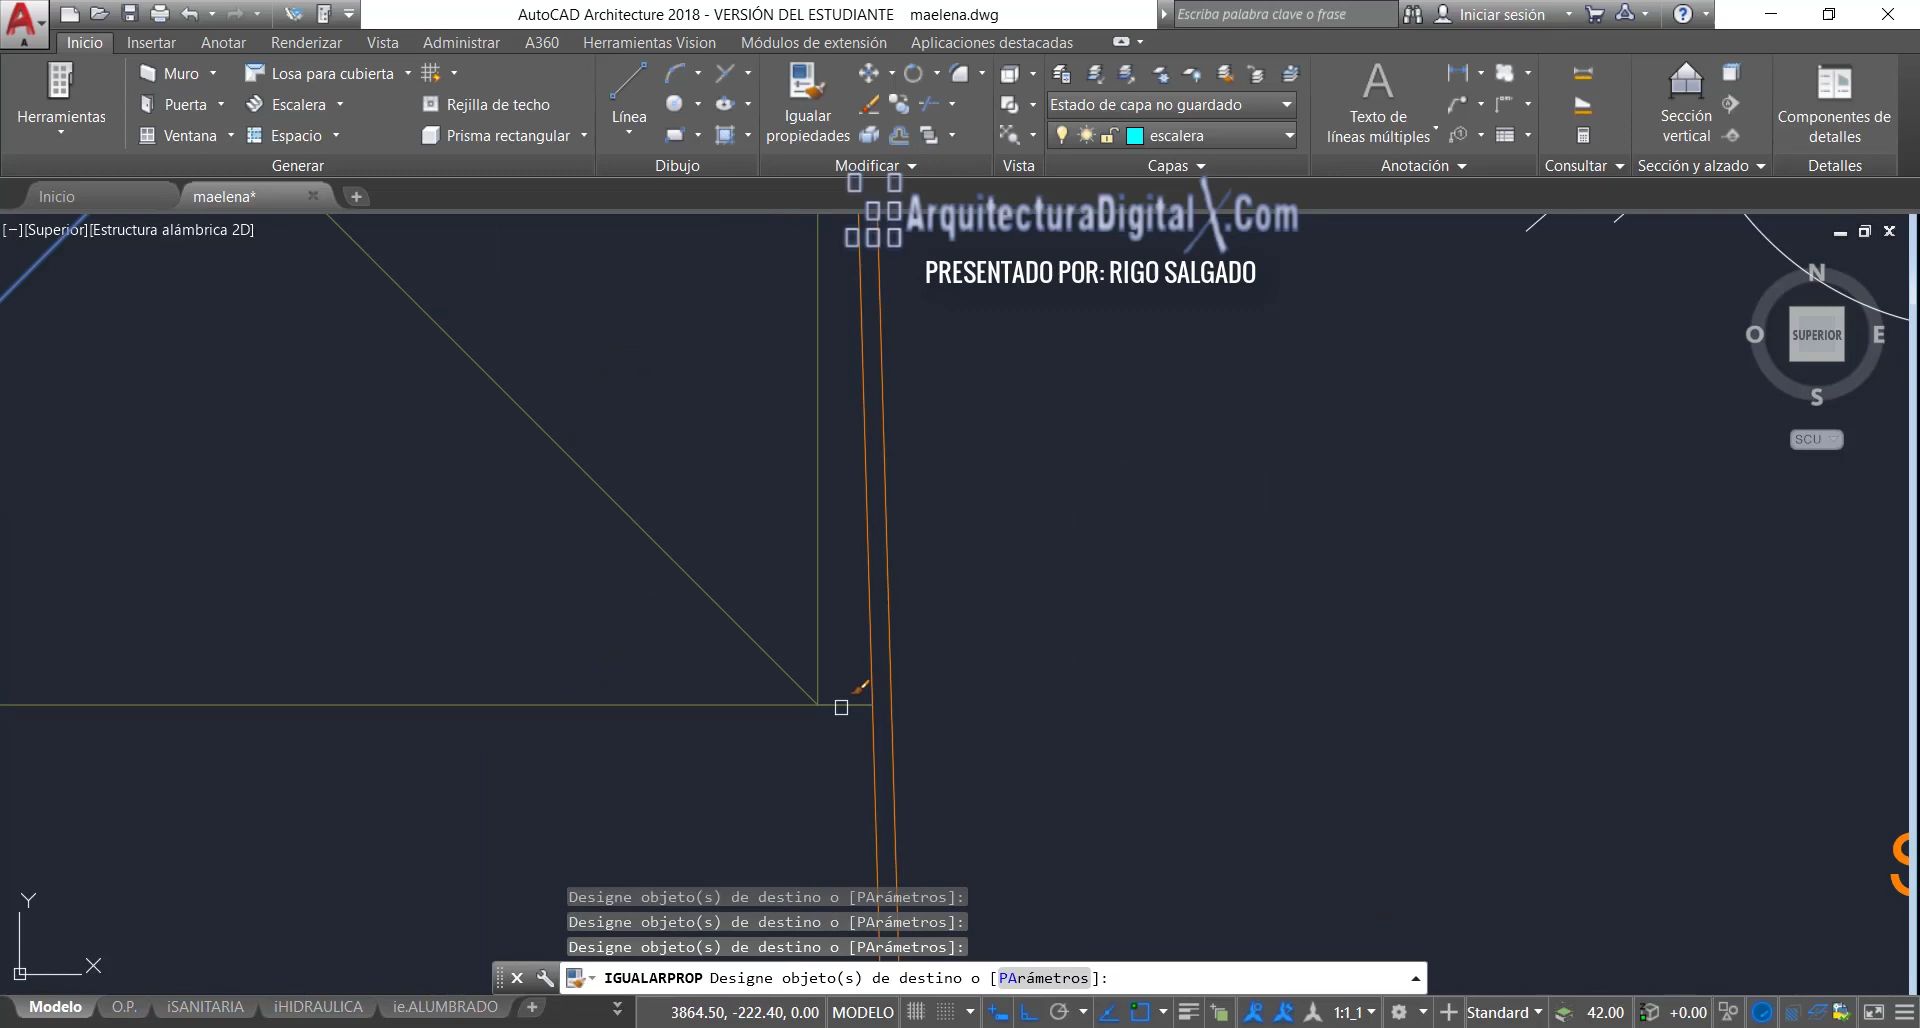 AutoCAD Architecture 2018 - VERSIÓN DEL ESTUDIANTE maelena.dwg
Escriba palabra clave o frase
Iniciar sesión
Inicio Insertar Anotar Renderizar Vista Administrar A360 Herramientas Vision Módulos de extensión Aplicaciones destacadas
Muro Losa para cubierta
Puerta Escalera Rejilla de techo
Ventana Espacio Prisma rectangular
Herramientas
Línea
Igualar
propiedades
Estado de capa no guardado
escalera
Texto de
líneas múltiples
Sección
vertical
Componentes de
detalles
Generar Dibujo Modificar Vista Capas Anotación Consultar Sección y alzado Detalles
Inicio maelena*
[−][Superior][Estructura alámbrica 2D]
ArquitecturaDigitalX.Com
PRESENTADO POR: RIGO SALGADO
N
O SUPERIOR E
S
SCU
S
Y
X
Designe objeto(s) de destino o [PArámetros]:
Designe objeto(s) de destino o [PArámetros]:
Designe objeto(s) de destino o [PArámetros]:
IGUALARPROP Designe objeto(s) de destino o [PArámetros]:
Modelo O.P. iSANITARIA iHIDRAULICA ie.ALUMBRADO
3864.50, -222.40, 0.00 MODELO 1:1_1 Standard 42.00 +0.00